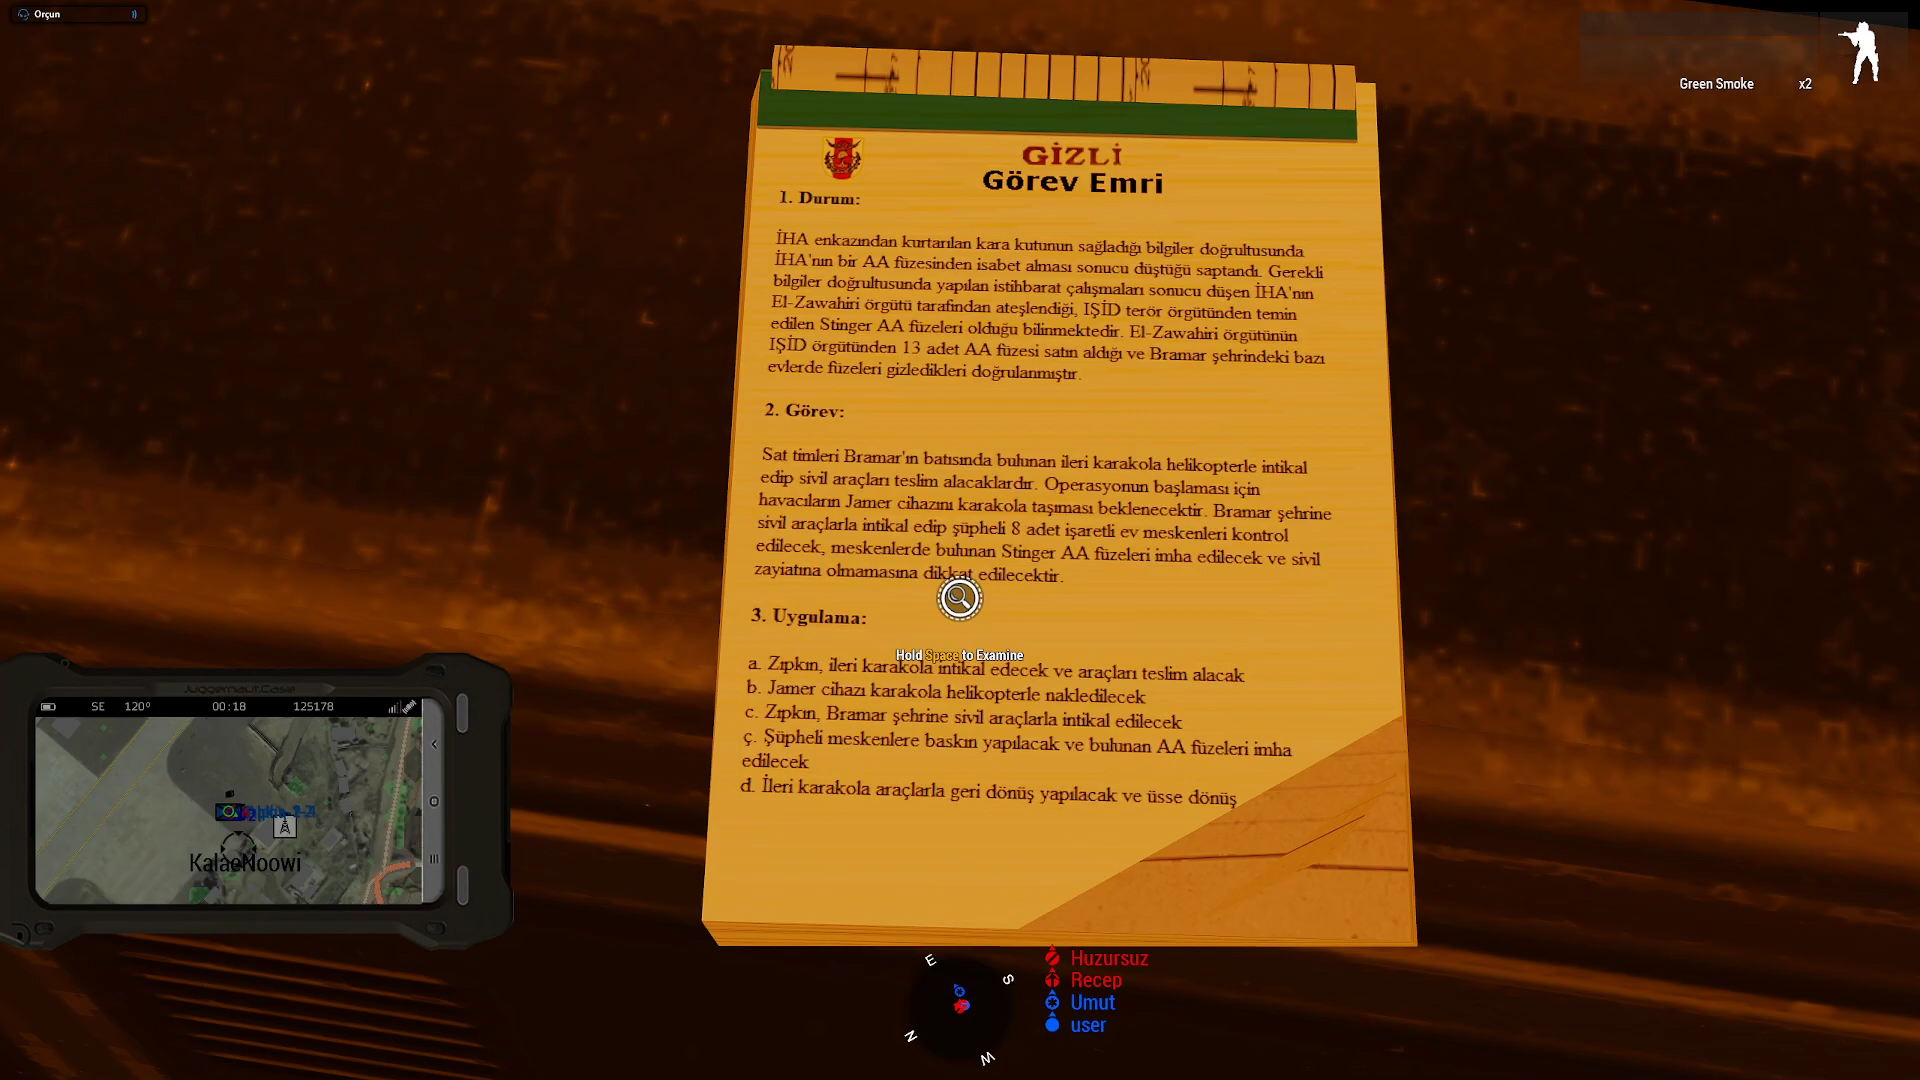 Orçun
Green Smoke x2
GİZLİ
Görev Emri
1. Durum:
İHA enkazından kurtarılan kara kutunun sağladığı bilgiler doğrultusunda
İHA'nın bir AA füzesinden isabet alması sonucu düştüğü saptandı. Gerekli
bilgiler doğrultusunda yapılan istihbarat çalışmaları sonucu düşen İHA'nın
El-Zawahiri örgütü tarafından ateşlendiği, IŞİD terör örgütünden temin
edilen Stinger AA füzeleri olduğu bilinmektedir. El-Zawahiri örgütünün
IŞİD örgütünden 13 adet AA füzesi satın aldığı ve Bramar şehrindeki bazı
evlerde füzeleri gizledikleri doğrulanmıştır.
2. Görev:
Sat timleri Bramar'ın batısında bulunan ileri karakola helikopterle intikal
edip sivil araçları teslim alacaklardır. Operasyonun başlaması için
havacıların Jamer cihazını karakola taşıması beklenecektir. Bramar şehrine
sivil araçlarla intikal edip şüpheli 8 adet işaretli ev meskenleri kontrol
edilecek, meskenlerde bulunan Stinger AA füzeleri imha edilecek ve sivil
zayiatına olmamasına dikkat edilecektir.
3. Uygulama:
Hold Space to Examine
a. Zıpkın, ileri karakola intikal edecek ve araçları teslim alacak
b. Jamer cihazı karakola helikopterle nakledilecek
c. Zıpkın, Bramar şehrine sivil araçlarla intikal edilecek
ç. Şüpheli meskenlere baskın yapılacak ve bulunan AA füzeleri imha
edilecek
d. İleri karakola araçlarla geri dönüş yapılacak ve üsse dönüş
Juggernaut.Case
SE 120° 00:18 125178
KalaeNoowi
E
S
N
W
Huzursuz
Recep
Umut
user